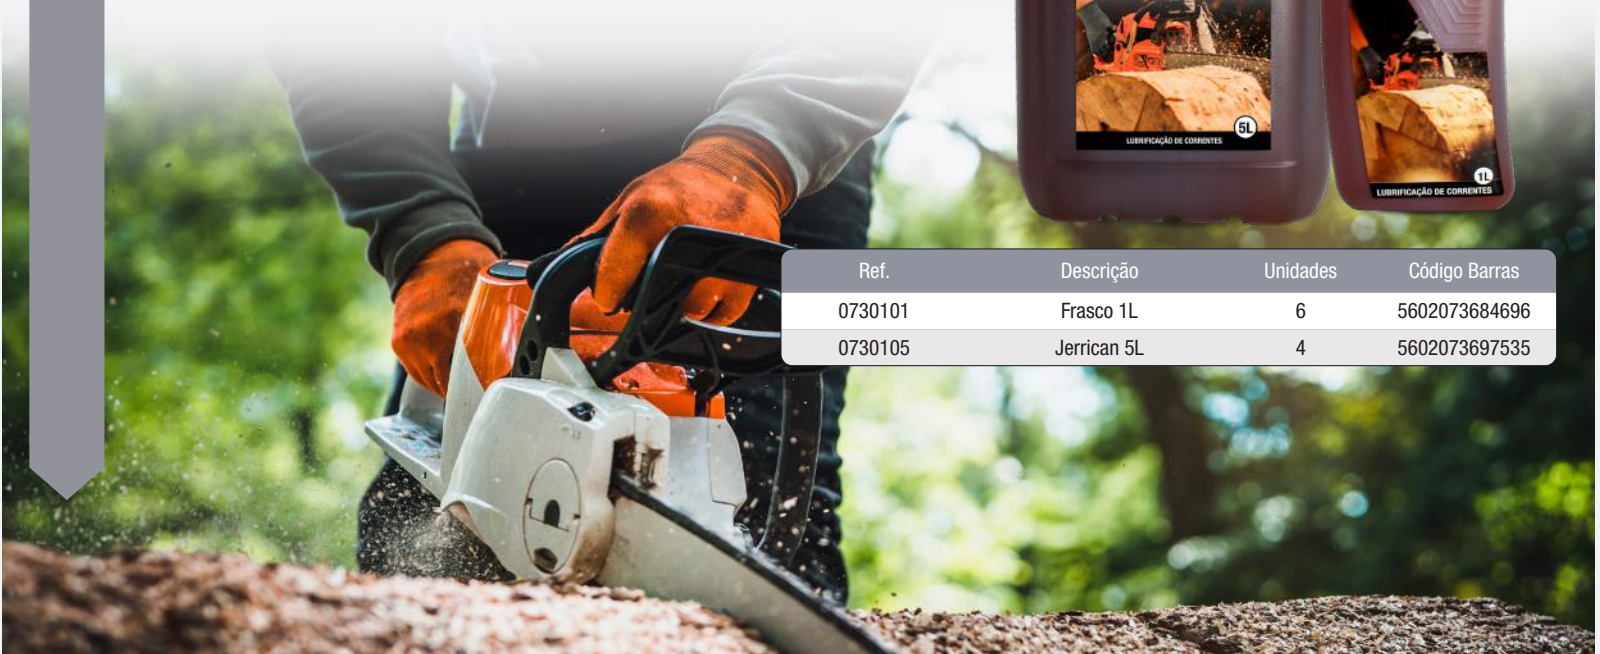 5L
LUBRIFICAÇÃO DE CORRENTES
1L
LUBRIFICAÇÃO DE CORRENTES
Ref. Descrição Unidades Código Barras
0730101 Frasco 1L 6 5602073684696
0730105 Jerrican 5L 4 5602073697535